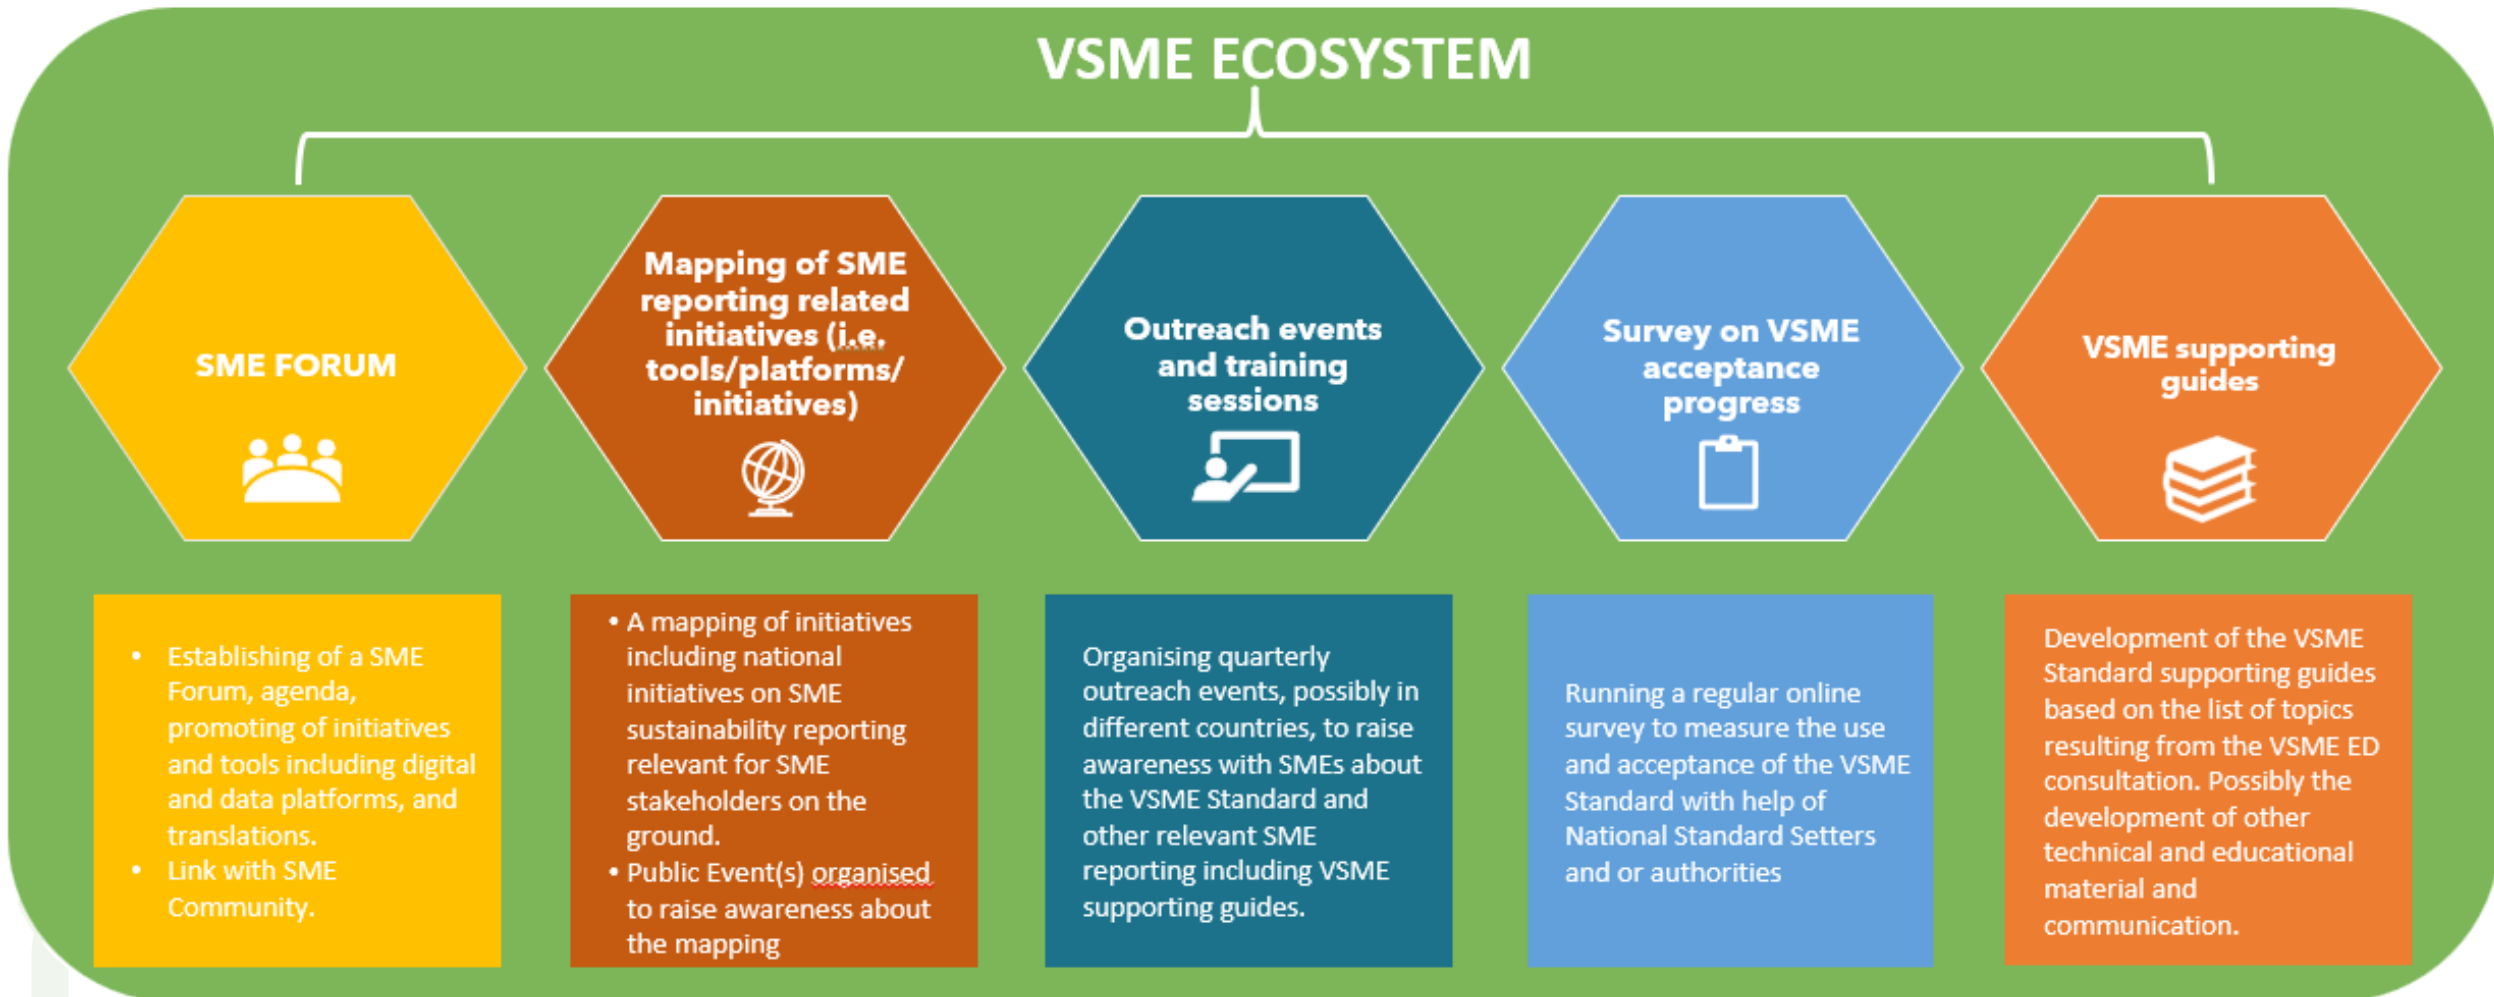 VSME ECOSYSTEM
SME FORUM
Mapping of SME
reporting related
initiatives (i.e.
tools/platforms/
initiatives)
Outreach events
and training
sessions
Survey on VSME
acceptance
progress
VSME supporting
guides
• Establishing of a SME
Forum, agenda,
promoting of initiatives
and tools including digital
and data platforms, and
translations.
• Link with SME
Community.
• A mapping of initiatives
including national
initiatives on SME
sustainability reporting
relevant for SME
stakeholders on the
ground.
• Public Event(s) organised
to raise awareness about
the mapping
Organising quarterly
outreach events, possibly in
different countries, to raise
awareness with SMEs about
the VSME Standard and
other relevant SME
reporting including VSME
supporting guides.
Running a regular online
survey to measure the use
and acceptance of the VSME
Standard with help of
National Standard Setters
and or authorities
Development of the VSME
Standard supporting guides
based on the list of topics
resulting from the VSME ED
consultation. Possibly the
development of other
technical and educational
material and
communication.